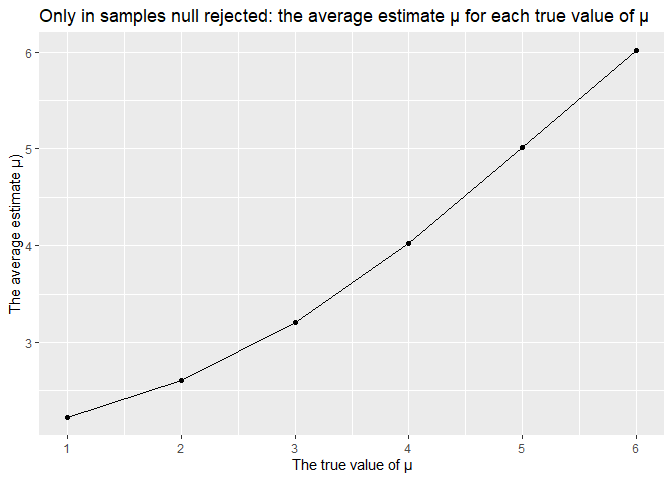 Only in samples null rejected: the average estimate µ for each true value of µ
6
5
4
3
The average estimate µ)
1 2 3 4 5 6
The true value of µ